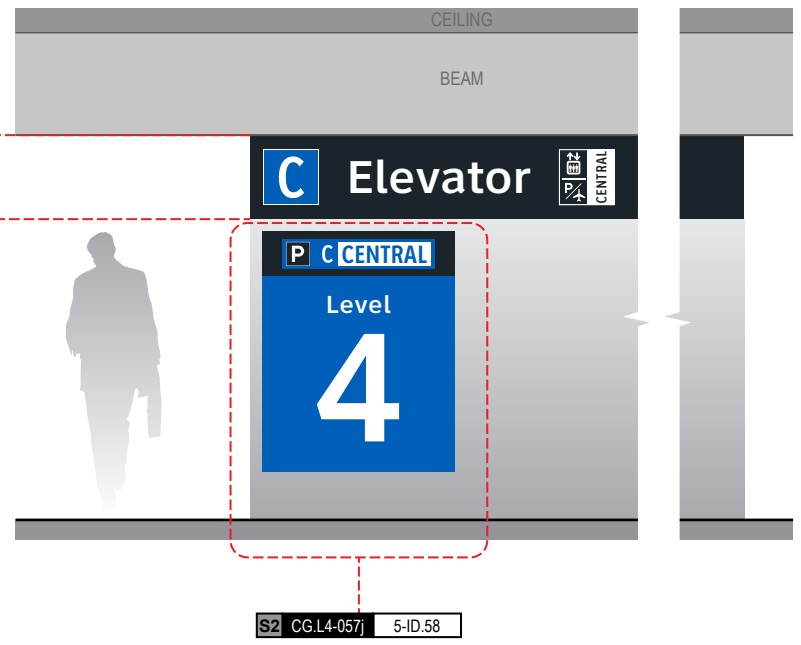 CEILING
BEAM
C Elevator P CENTRAL
P C CENTRAL
Level
4
S2 CG.L4-057j 5-ID.58